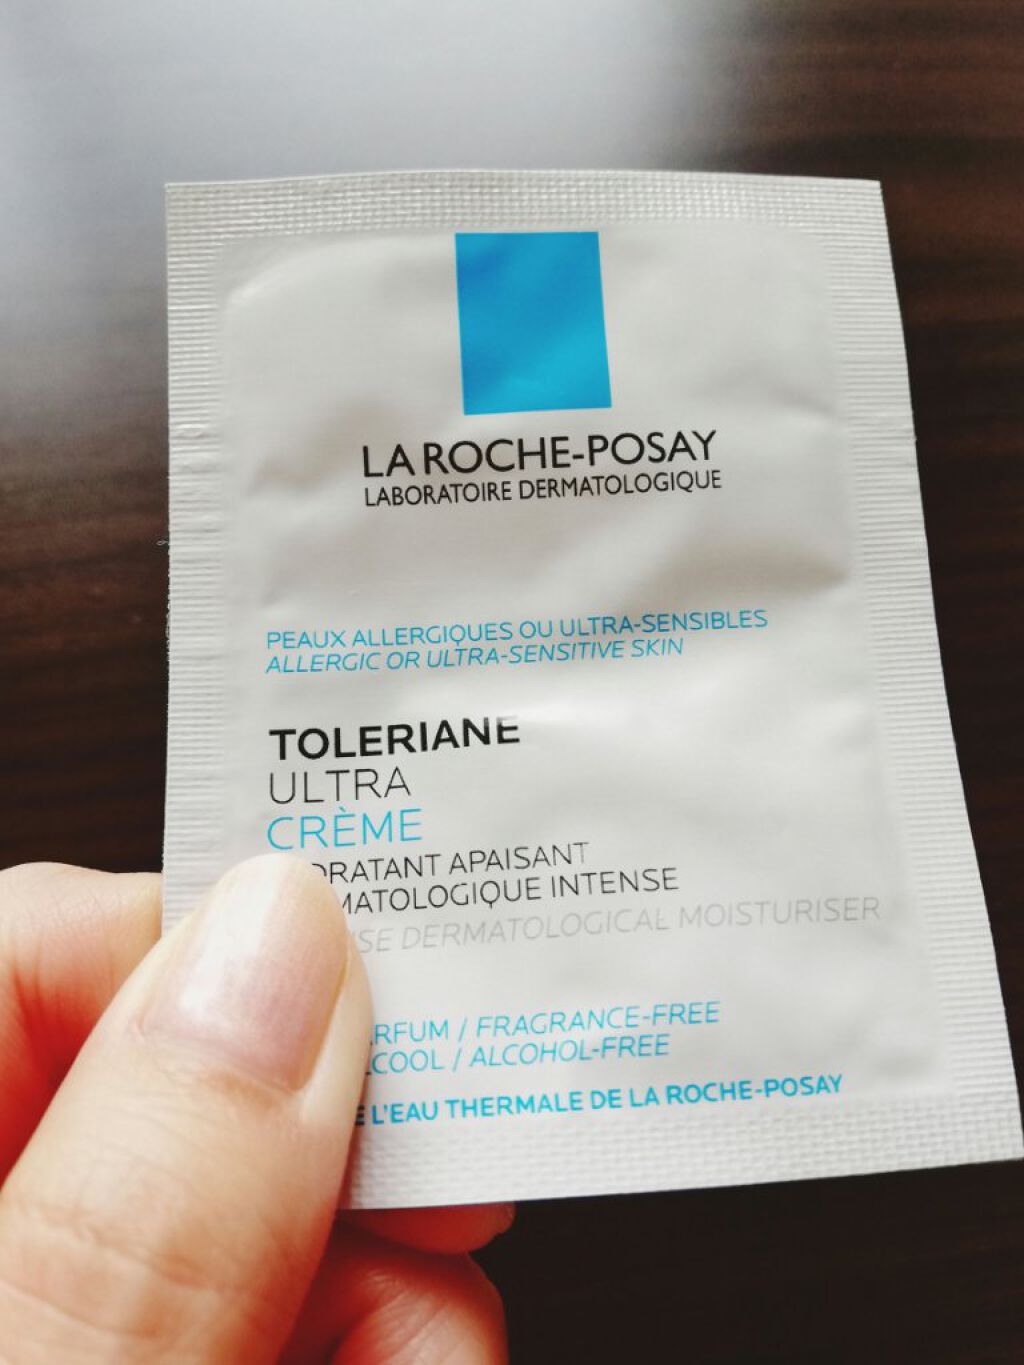 LA ROCHE-POSAY
LABORATOIRE DERMATOLOGIQUE
PEAUX ALLERGIQUES OU ULTRA-SENSIBLES
ALLERGIC OR ULTRA-SENSITIVE SKIN
TOLERIANE
ULTRA
CRÈME
DRATANT APAISANT
MATOLOGIQUE INTENSE
SE DERMATOLOGICAL MOISTURISER
RFUM / FRAGRANCE-FREE
COOL / ALCOHOL-FREE
E L'EAU THERMALE DE LA ROCHE-POSAY